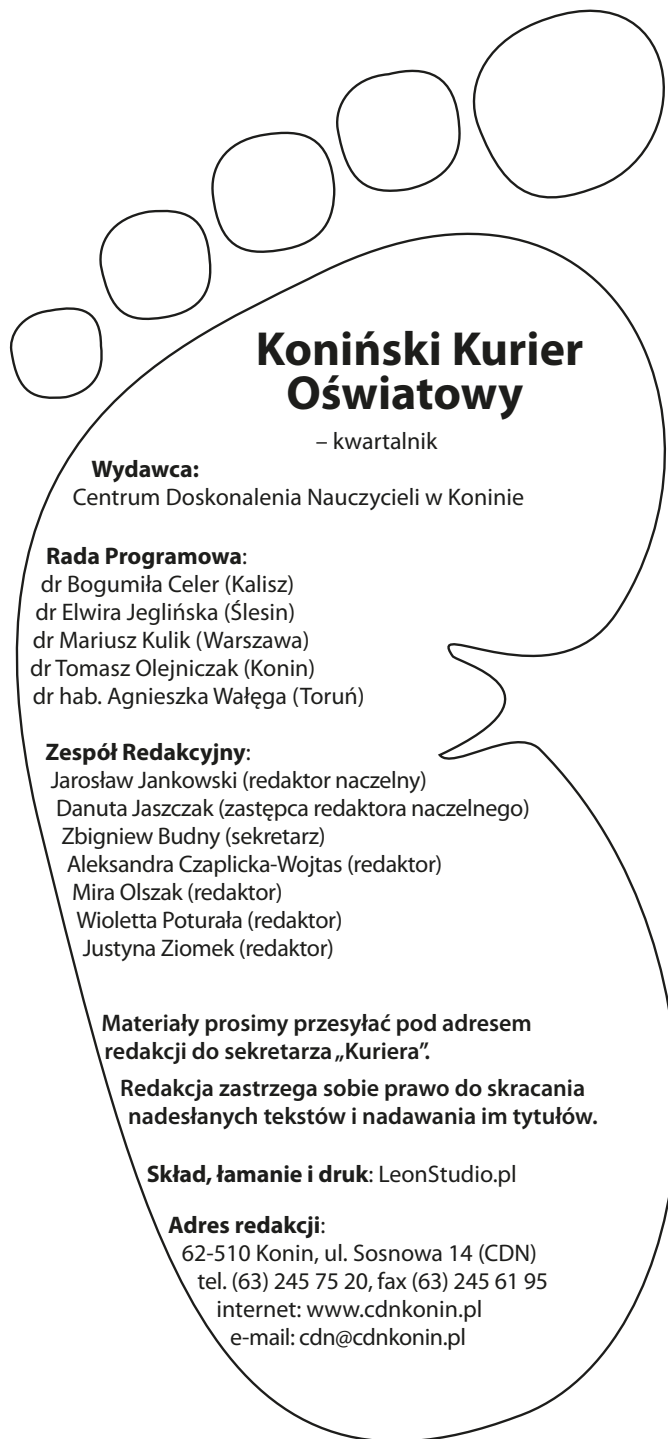 Koniński Kurier
Oświatowy
– kwartalnik
Wydawca:
Centrum Doskonalenia Nauczycieli w Koninie
Rada Programowa:
dr Bogumiła Celer (Kalisz)
dr Elwira Jeglińska (Ślesin)
dr Mariusz Kulik (Warszawa)
dr Tomasz Olejniczak (Konin)
dr hab. Agnieszka Wałęga (Toruń)
Zespół Redakcyjny:
Jarosław Jankowski (redaktor naczelny)
Danuta Jaszczak (zastępca redaktora naczelnego)
Zbigniew Budny (sekretarz)
Aleksandra Czaplicka-Wojtas (redaktor)
Mira Olszak (redaktor)
Wioletta Poturała (redaktor)
Justyna Ziomek (redaktor)
Materiały prosimy przesyłać pod adresem
redakcji do sekretarza „Kuriera”.
Redakcja zastrzega sobie prawo do skracania
nadesłanych tekstów i nadawania im tytułów.
Skład, łamanie i druk: LeonStudio.pl
Adres redakcji:
62-510 Konin, ul. Sosnowa 14 (CDN)
tel. (63) 245 75 20, fax (63) 245 61 95
internet: www.cdnkonin.pl
e-mail: cdn@cdnkonin.pl